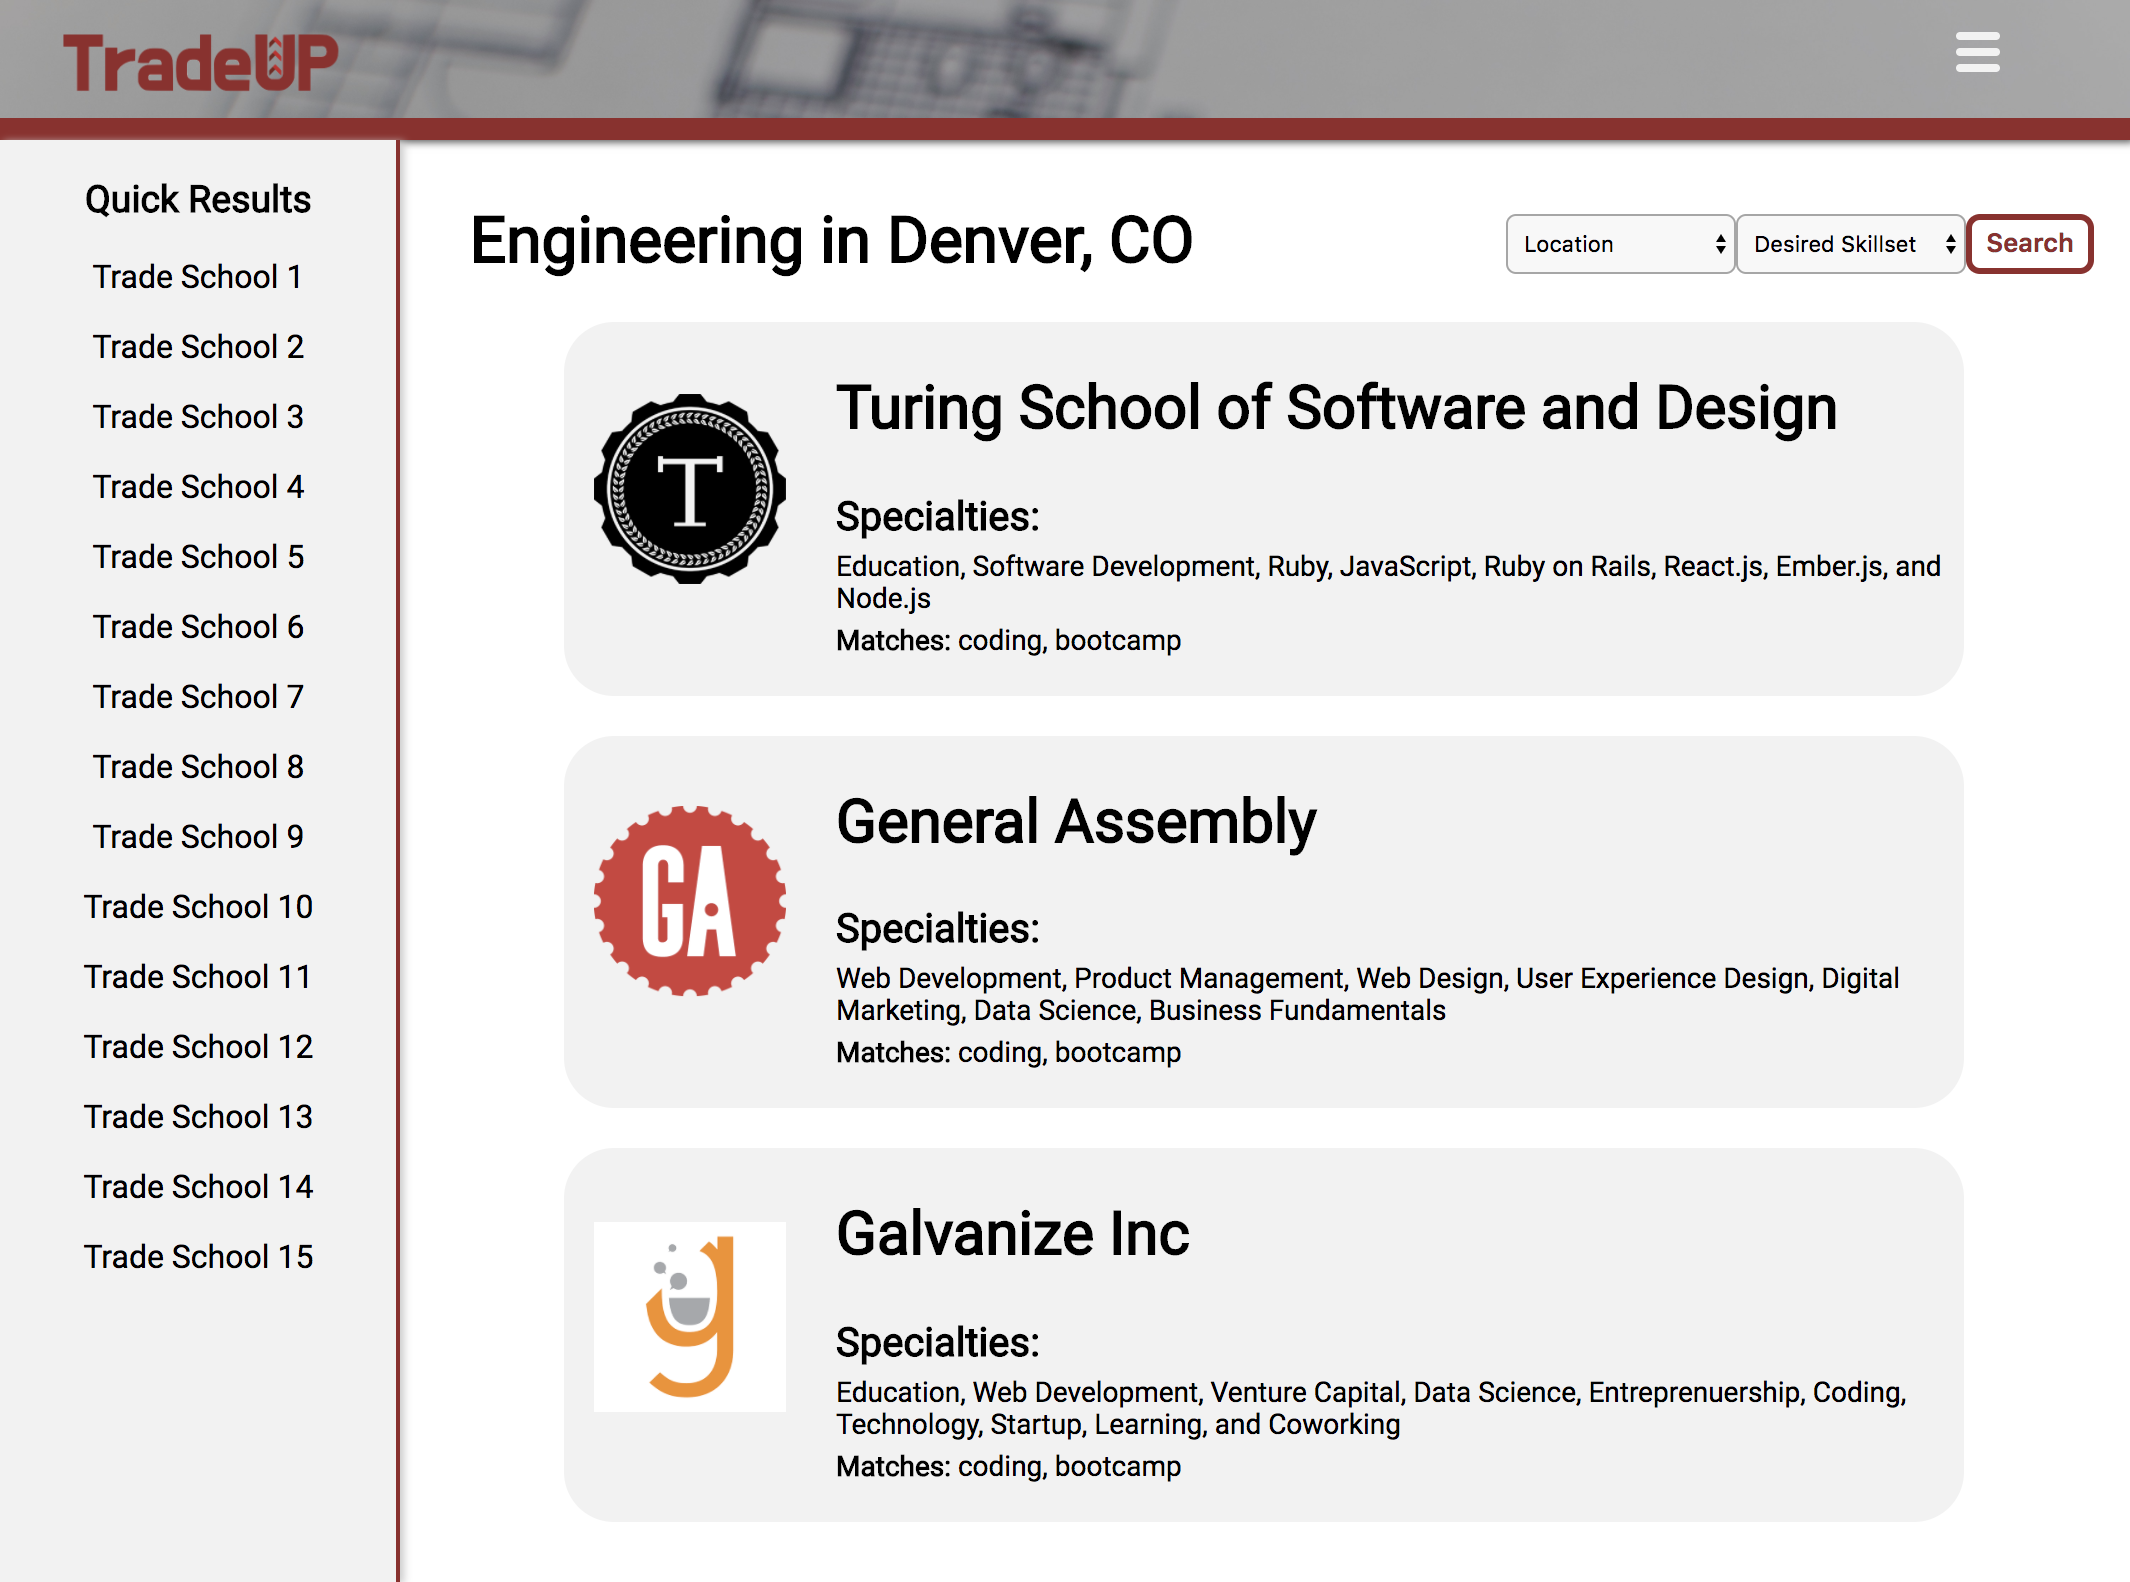 TradeUP
Quick Results
Trade School 1
Trade School 2
Trade School 3
Trade School 4
Trade School 5
Trade School 6
Trade School 7
Trade School 8
Trade School 9
Trade School 10
Trade School 11
Trade School 12
Trade School 13
Trade School 14
Trade School 15
Engineering in Denver, CO
Location
Desired Skillset
Search
T
Turing School of Software and Design
Specialties:
Education, Software Development, Ruby, JavaScript, Ruby on Rails, React.js, Ember.js, and
Node.js
Matches: coding, bootcamp
GA
General Assembly
Specialties:
Web Development, Product Management, Web Design, User Experience Design, Digital
Marketing, Data Science, Business Fundamentals
Matches: coding, bootcamp
g
Galvanize Inc
Specialties:
Education, Web Development, Venture Capital, Data Science, Entreprenuership, Coding,
Technology, Startup, Learning, and Coworking
Matches: coding, bootcamp